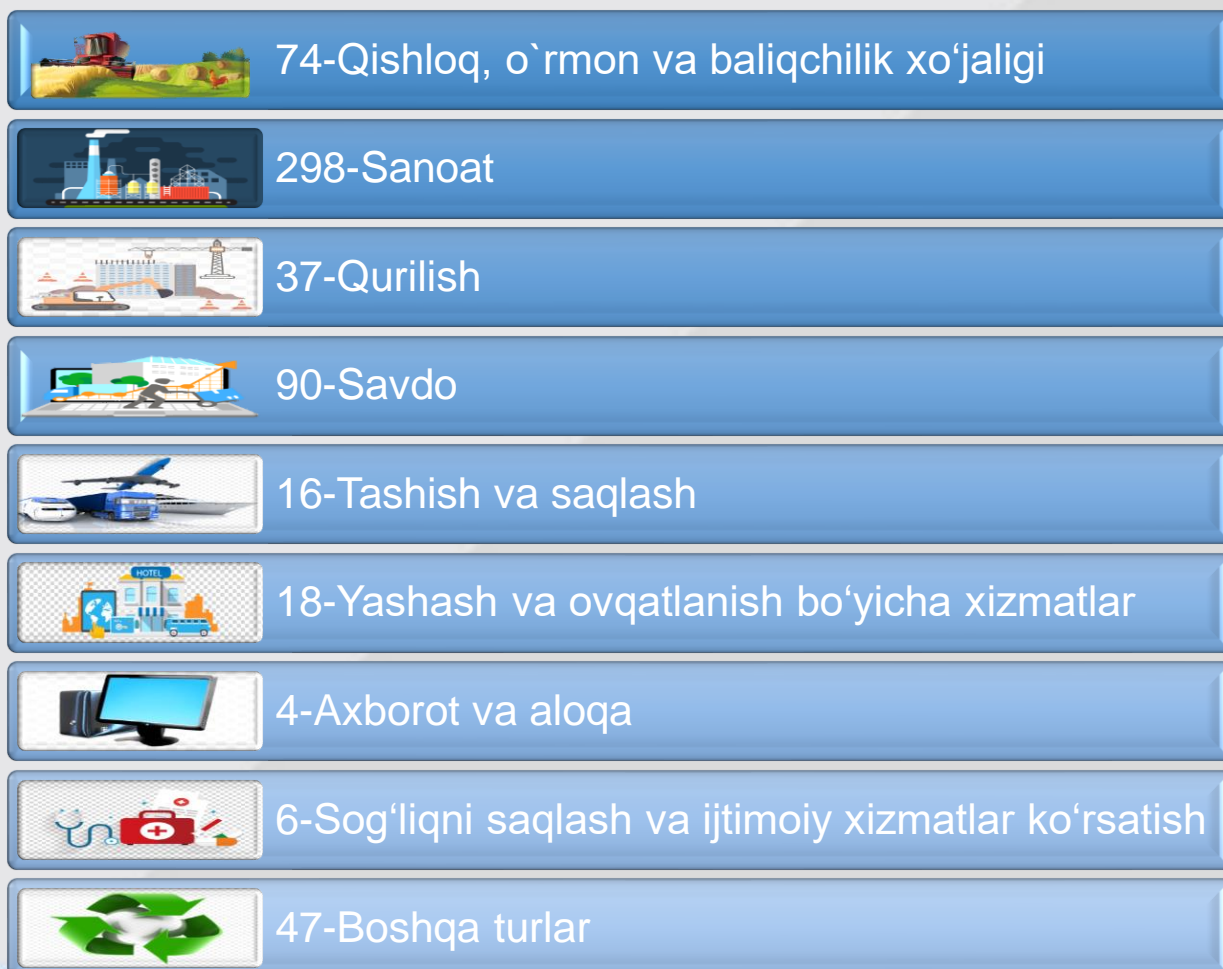 74-Qishloq, o`rmon va baliqchilik xo‘jaligi
298-Sanoat
37-Qurilish
90-Savdo
16-Tashish va saqlash
HOTEL
18-Yashash va ovqatlanish bo‘yicha xizmatlar
4-Axborot va aloqa
6-Sog‘liqni saqlash va ijtimoiy xizmatlar ko‘rsatish
47-Boshqa turlar